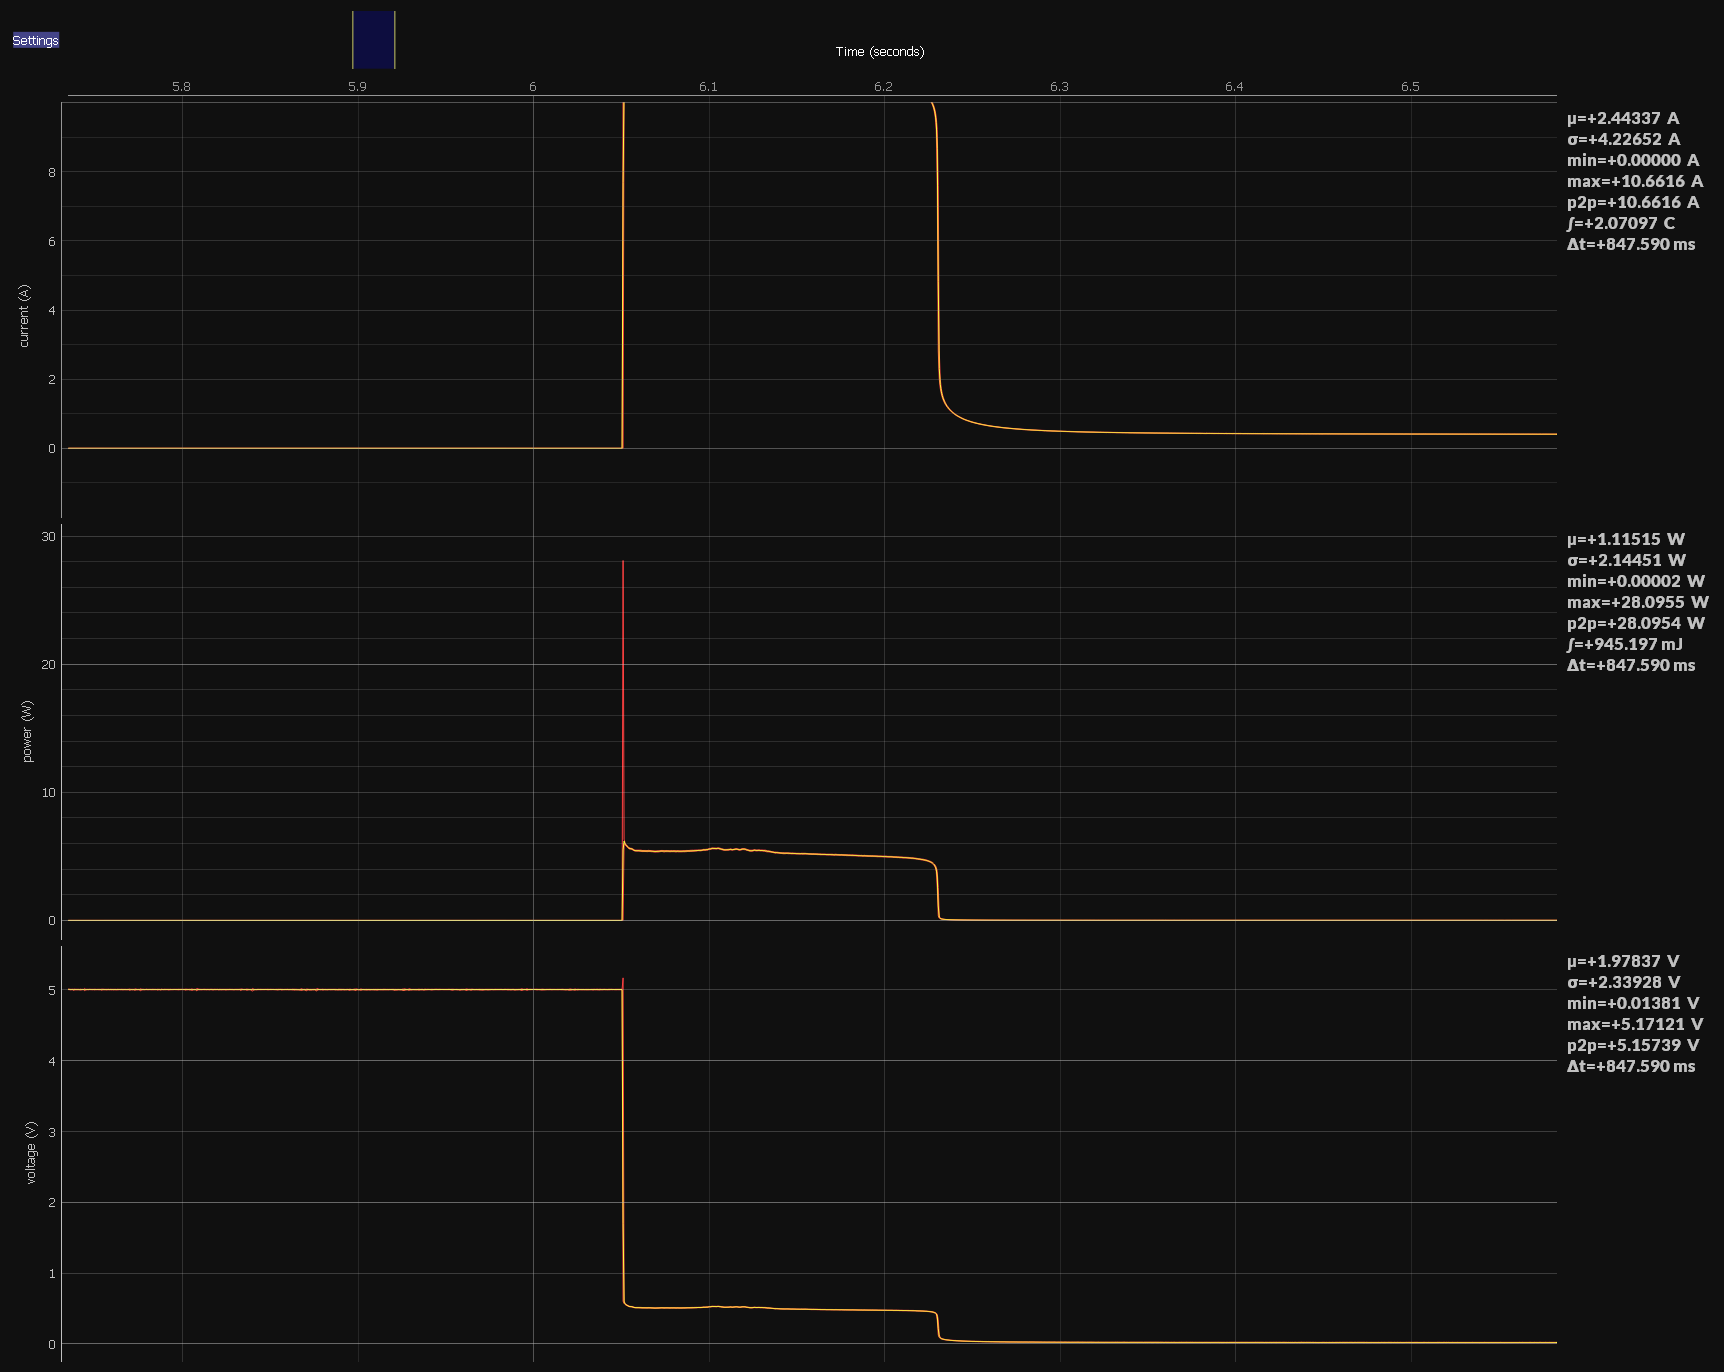 Settings
Time (seconds)
5.8 5.9 6 6.1 6.2 6.3 6.4 6.5
current (A)
8
6
4
2
0
μ=+2.44337 A
σ=+4.22652 A
min=+0.00000 A
max=+10.6616 A
p2p=+10.6616 A
∫=+2.07097 C
Δt=+847.590 ms
power (W)
30
20
10
0
μ=+1.11515 W
σ=+2.14451 W
min=+0.00002 W
max=+28.0955 W
p2p=+28.0954 W
∫=+945.197 mJ
Δt=+847.590 ms
voltage (V)
5
4
3
2
1
0
μ=+1.97837 V
σ=+2.33928 V
min=+0.01381 V
max=+5.17121 V
p2p=+5.15739 V
Δt=+847.590 ms